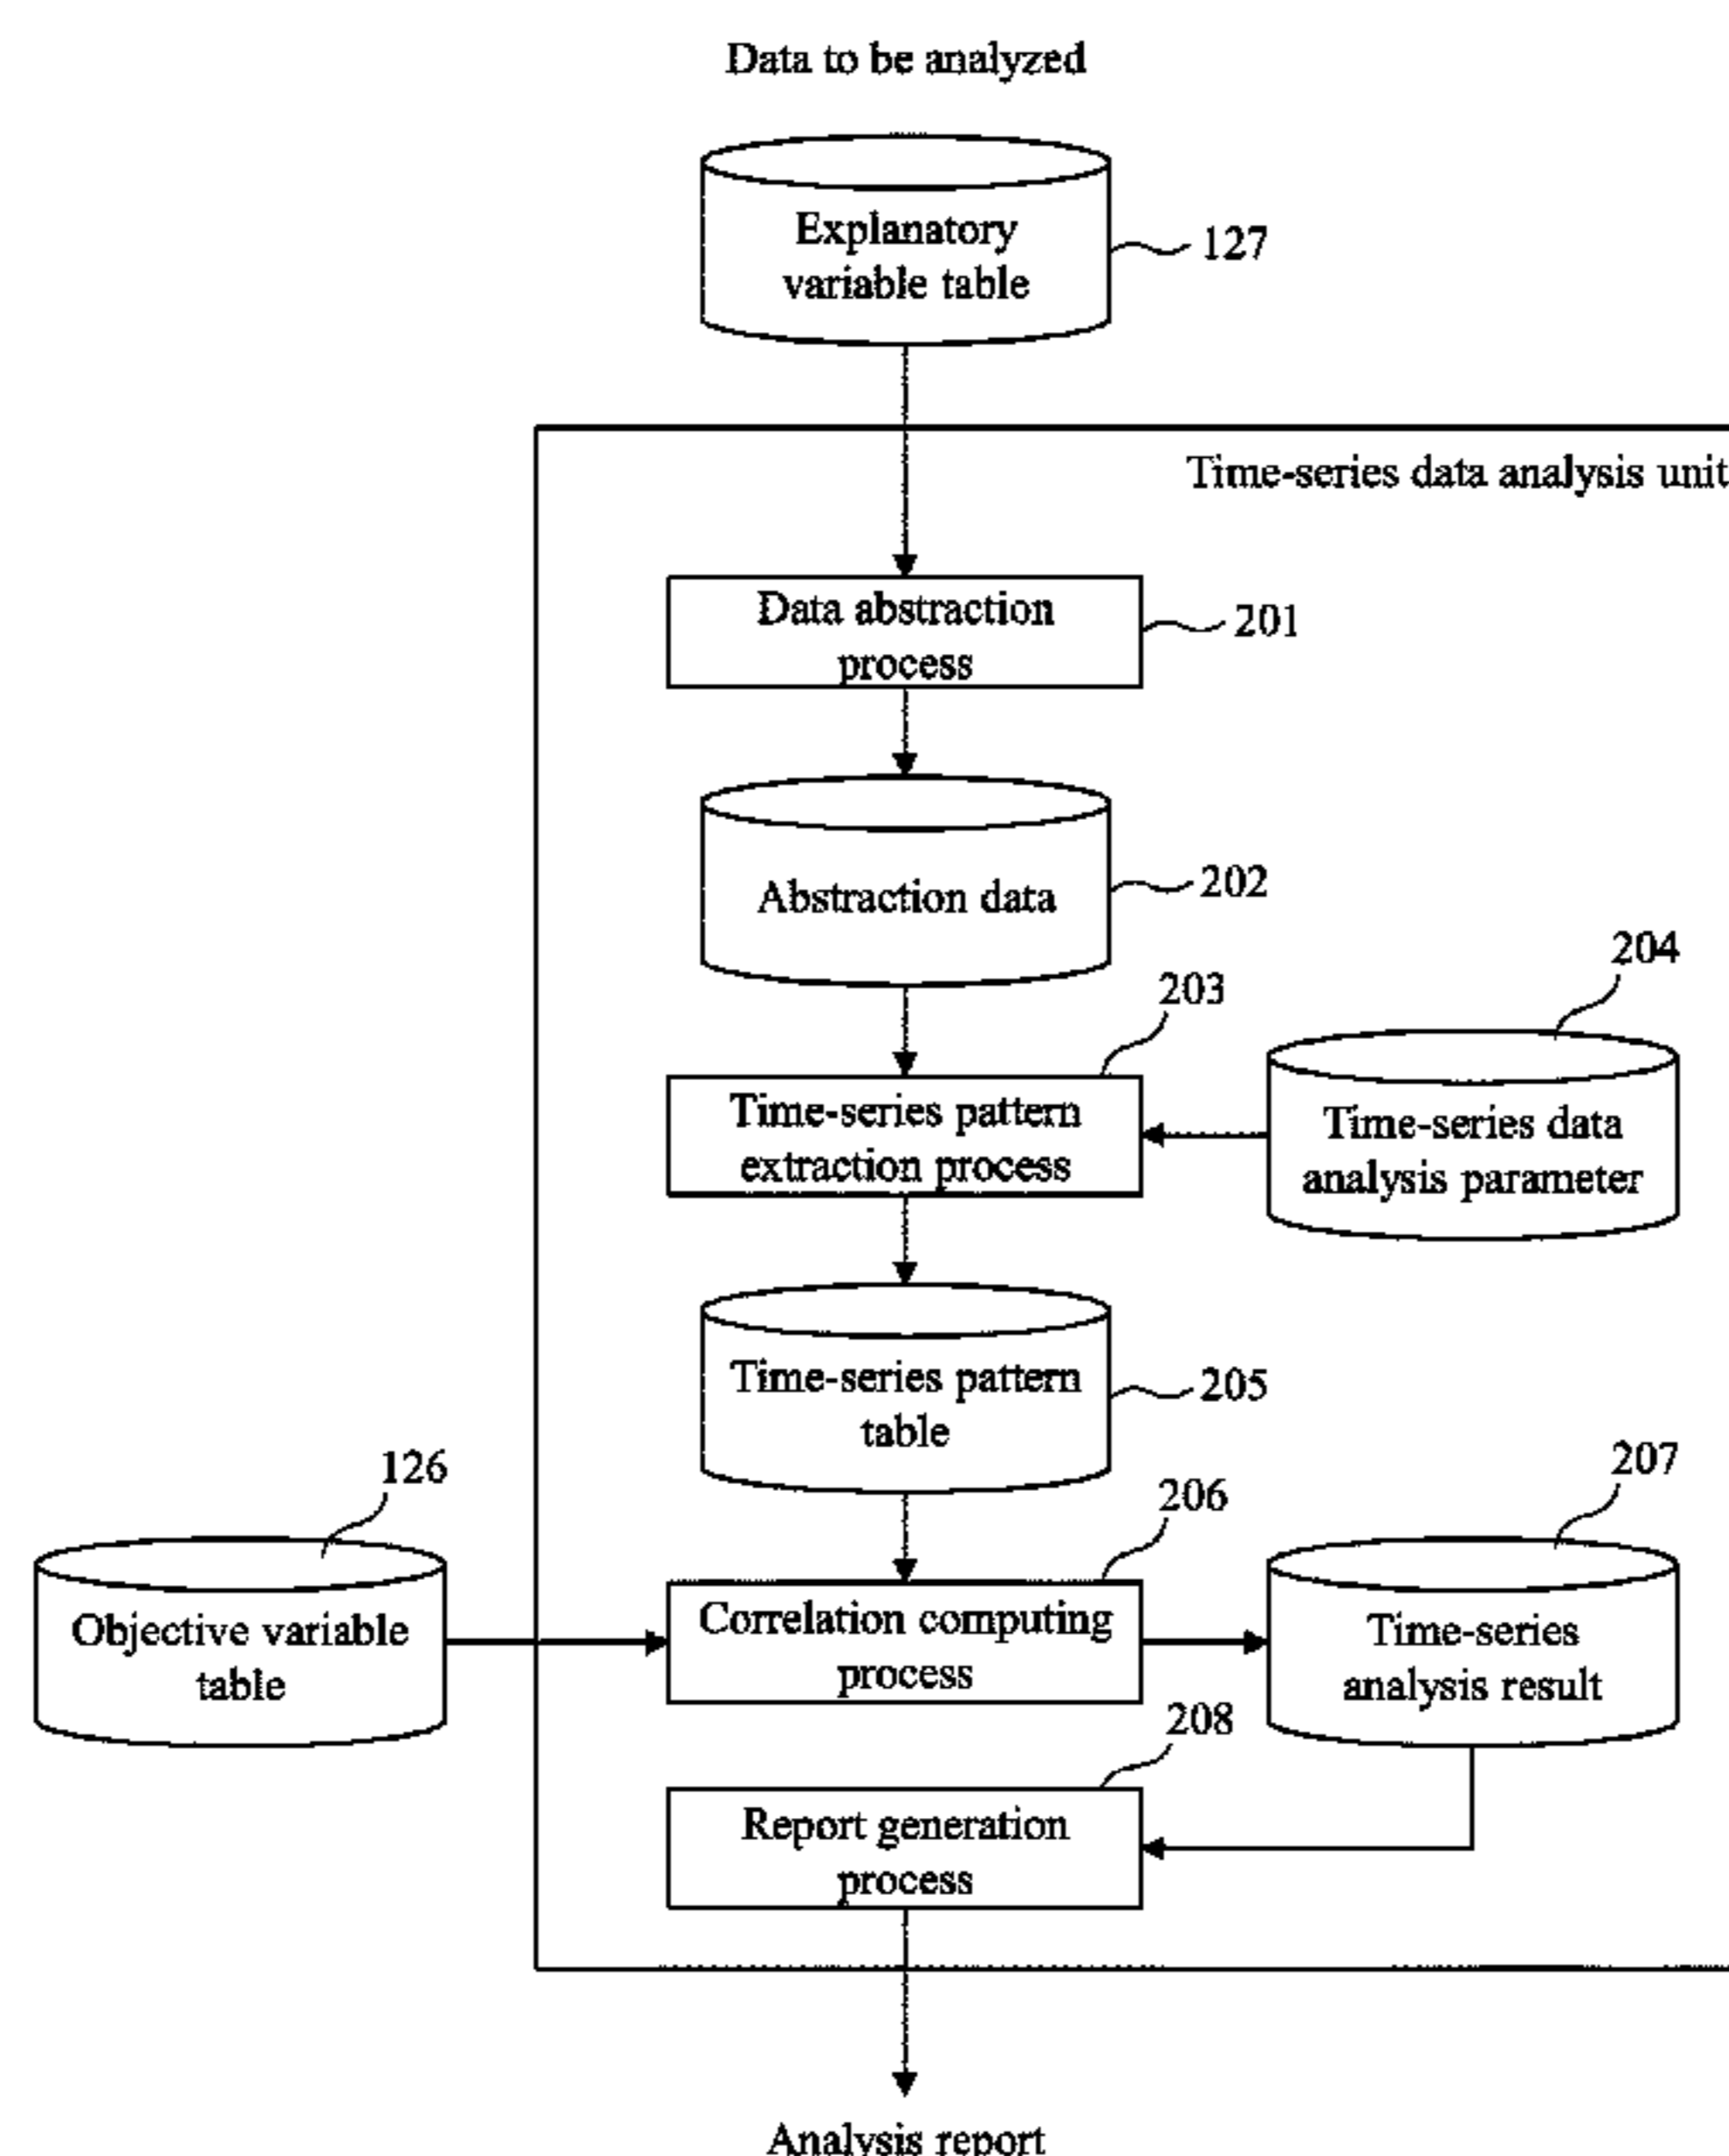 Data to be analyzed
Explanatory
variable table
127
Time-series data analysis unit
Data abstraction
process
201
Abstraction data
202
204
203
Time-series pattern
extraction process
Time-series data
analysis parameter
Time-series pattern
table
205
126
207
206
Objective variable
table
Correlation computing
process
Time-series
analysis result
208
Report generation
process
Analysis report